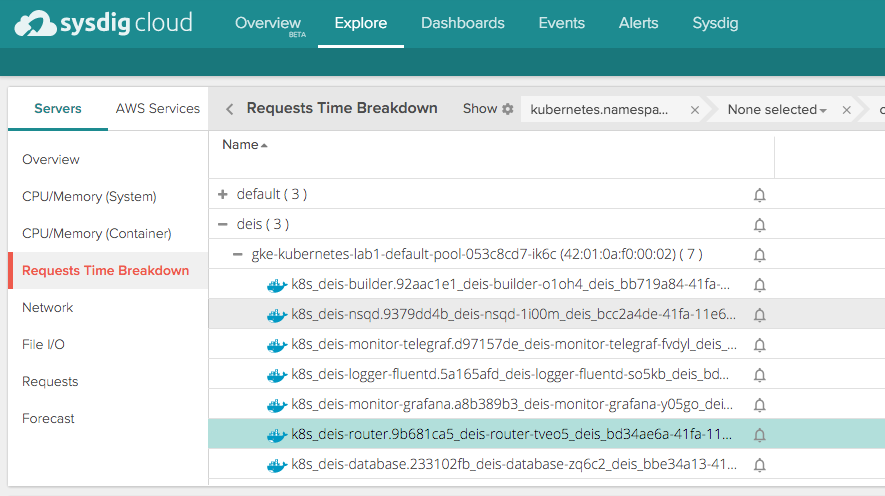 sysdig cloud Overview BETA Explore Dashboards Events Alerts Sysdig
Servers AWS Services Requests Time Breakdown Show kubernetes.namespa... × None selected × c
Name
Overview
+ default ( 3 )
CPU/Memory (System)
− deis ( 3 )
CPU/Memory (Container)
− gke-kubernetes-lab1-default-pool-053c8cd7-ik6c (42:01:0a:f0:00:02) ( 7 )
Requests Time Breakdown
k8s_deis-builder.92aac1e1_deis-builder-o1oh4_deis_bb719a84-41fa-...
Network
k8s_deis-nsqd.9379dd4b_deis-nsqd-1i00m_deis_bcc2a4de-41fa-11e6...
File I/O
k8s_deis-monitor-telegraf.d97157de_deis-monitor-telegraf-fvdyl_deis_...
Requests
k8s_deis-logger-fluentd.5a165afd_deis-logger-fluentd-so5kb_deis_bd...
Forecast
k8s_deis-monitor-grafana.a8b389b3_deis-monitor-grafana-y05go_dei...
k8s_deis-router.9b681ca5_deis-router-tveo5_deis_bd34ae6a-41fa-11...
k8s_deis-database.233102fb_deis-database-zq6c2_deis_bbe34a13-41...